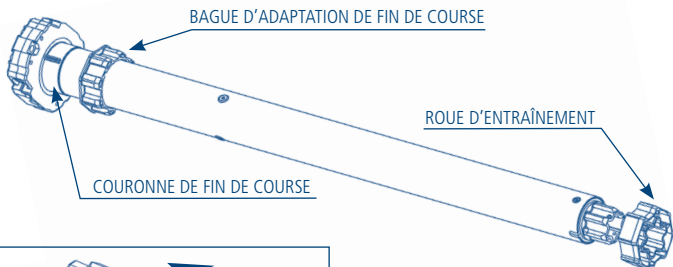 BAGUE D’ADAPTATION DE FIN DE COURSE
ROUE D’ENTRAÎNEMENT
COURONNE DE FIN DE COURSE